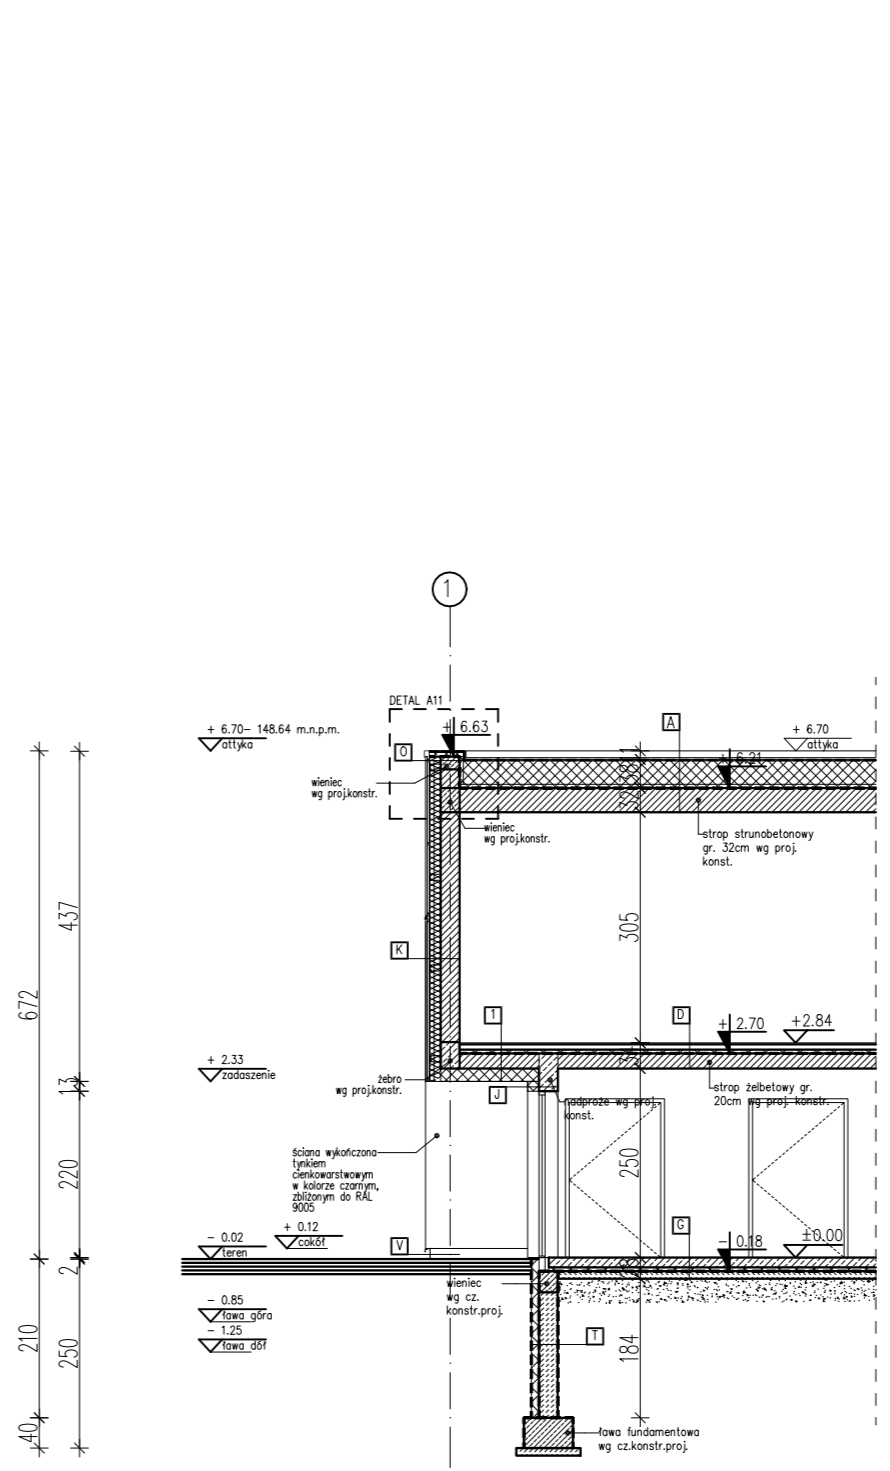 1
DETAL A11
+ 6.70- 148.64 m.n.p.m.
attyka
O
+ 6.63
A
+ 6.70
attyka
+ 6.21
1
38
32
wieniec
wg proj.konstr.
wieniec
wg proj.konstr.
strop strunobetonowy
gr. 32cm wg proj.
konst.
437
672
305
K
1
D
+ 2.70
+2.84
+ 2.33
zadaszenie
13
żebro
wg proj.konstr.
J
nadproże wg proj.
konst.
strop żelbetowy gr.
20cm wg proj. konstr.
ściana wykończona
tynkiem
cienkowarstwowym
w kolorze czarnym,
zbliżonym do RAL
9005
220
250
G
- 0.02
teren
+ 0.12
cokół
V
- 0.18
±0.00
2
wieniec
wg cz.
konstr.proj.
- 0.85
ława góra
- 1.25
ława dół
210
250
T
184
40
ława fundamentowa
wg cz.konstr.proj.